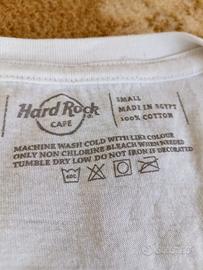 Hard Rock
CAFE
SMALL
MADE IN EGYPT
100% COTTON
MACHINE WASH COLD WITH LIKE COLOUR
ONLY NON CHLORINE BLEACH WHEN NEEDED
TUMBLE DRY LOW DO NOT IRON IF DECORATED